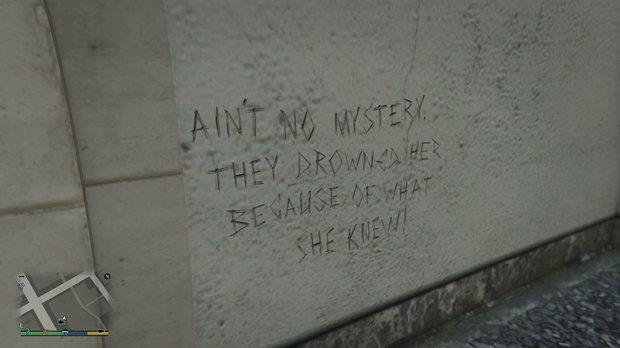 AIN'T NO MYSTERY.
THEY DROWNED HER
BECAUSE OF WHAT
SHE KNEW!
N